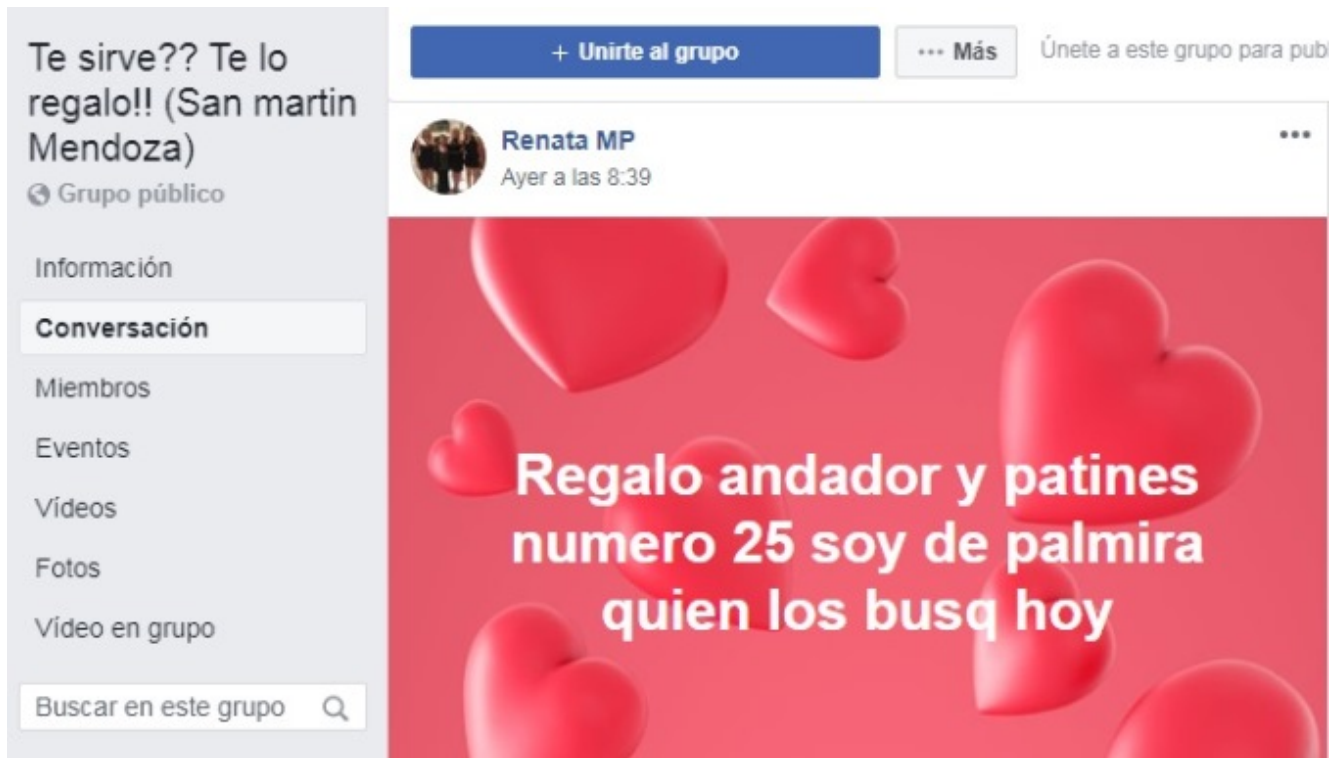 Te sirve?? Te lo
regalo!! (San martin
Mendoza)
Grupo público
Información
Conversación
Miembros
Eventos
Vídeos
Fotos
Vídeo en grupo
Buscar en este grupo
+ Unirte al grupo
••• Más
Únete a este grupo para publ
Renata MP
Ayer a las 8:39
Regalo andador y patines
numero 25 soy de palmira
quien los busq hoy